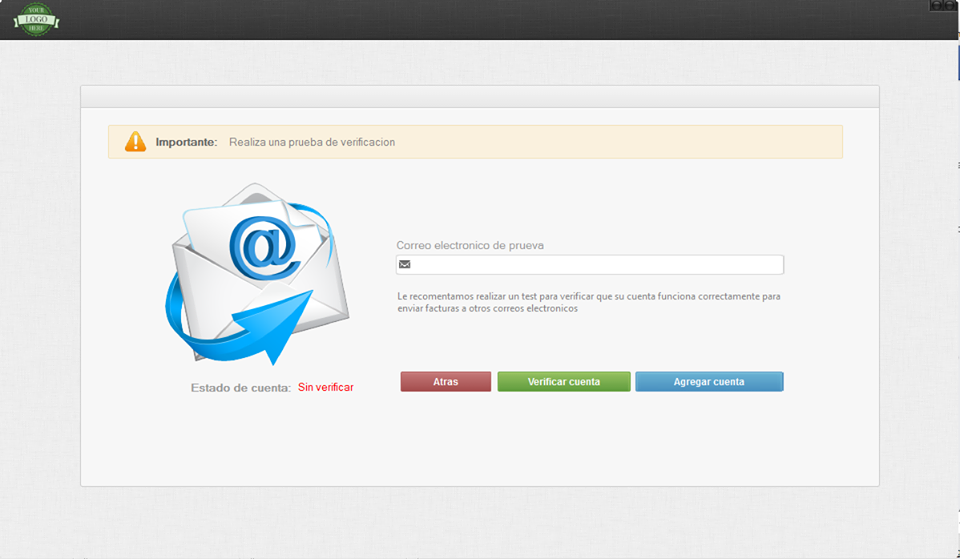 YOUR
LOGO
HERE
Importante: Realiza una prueba de verificacion
@
Correo electronico de prueba
Le recomentamos realizar un test para verificar que su cuenta funciona correctamente para
enviar facturas a otros correos electronicos
Estado de cuenta: Sin verificar
Atras
Verificar cuenta
Agregar cuenta